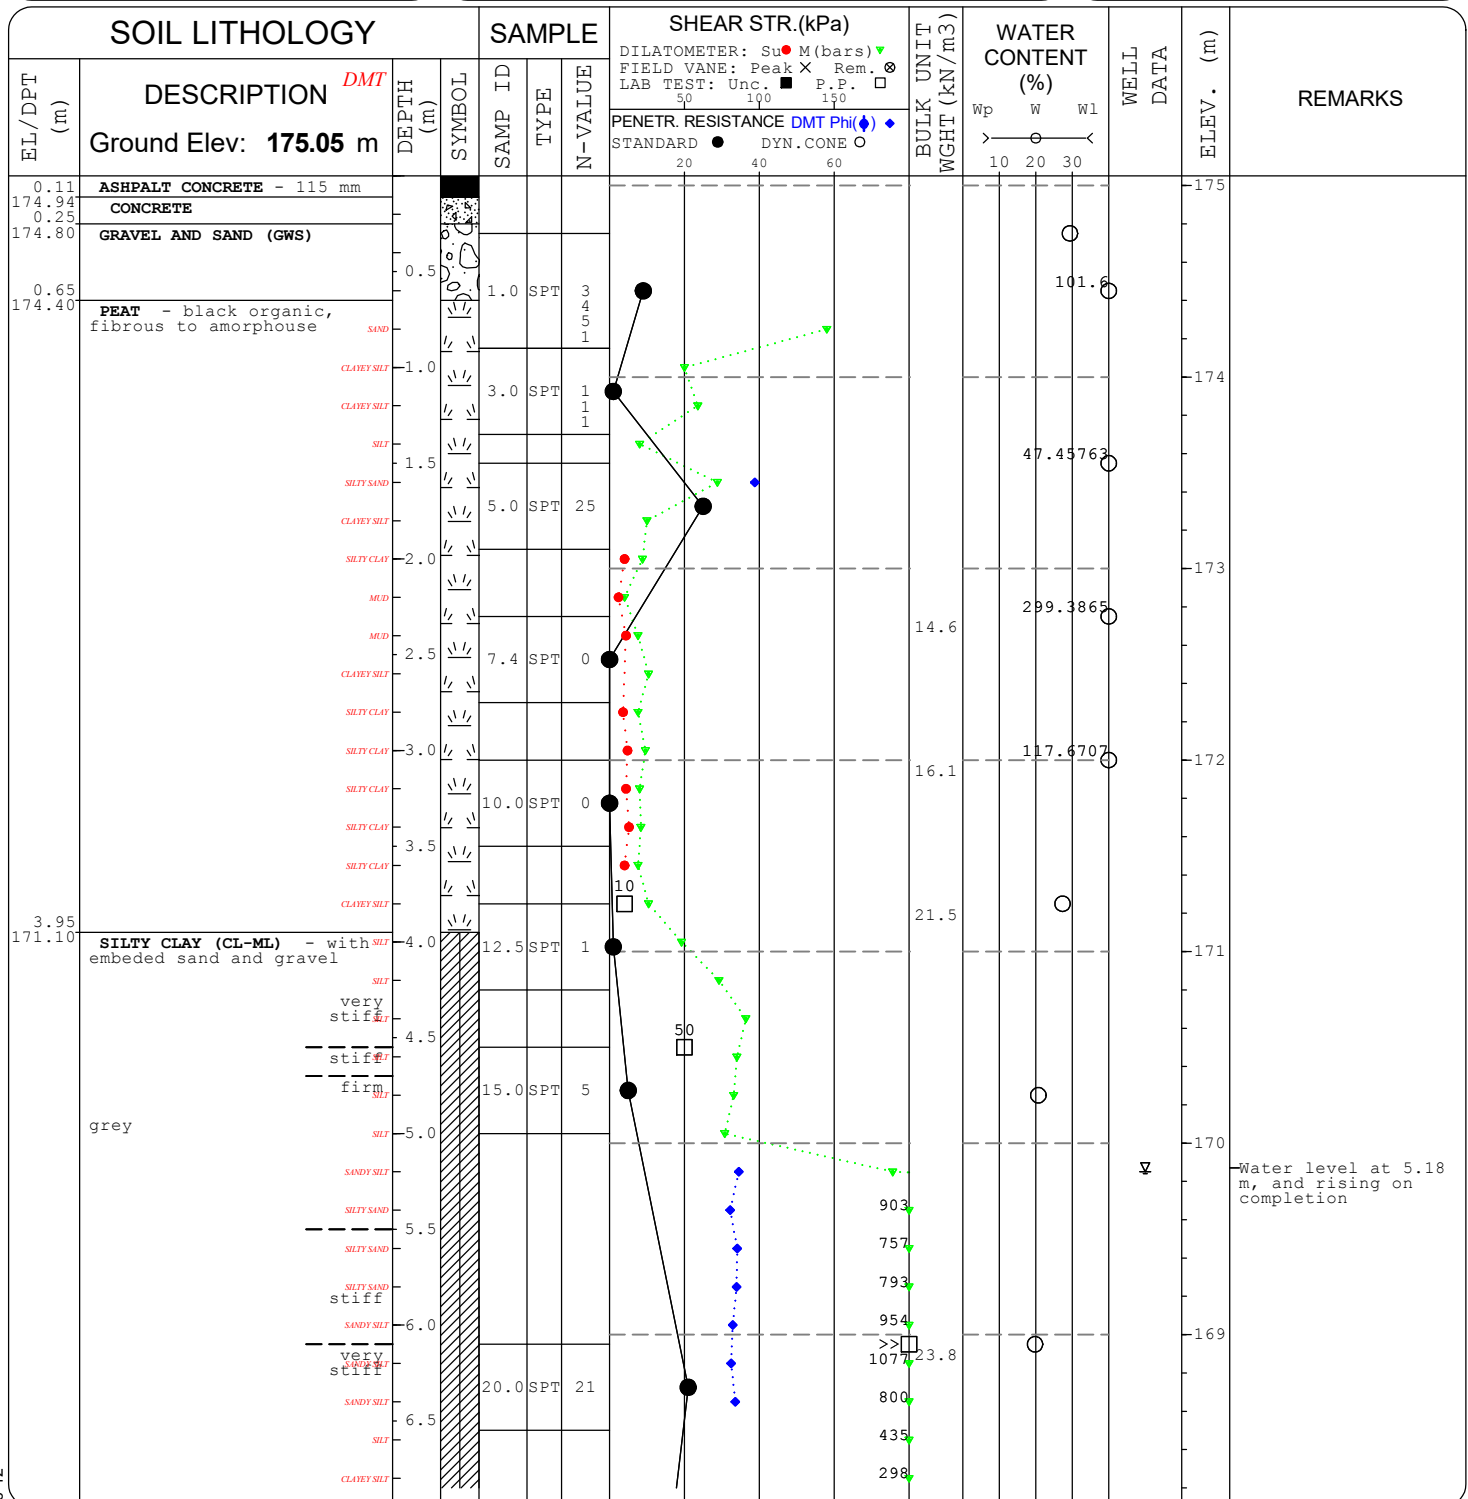 SOIL LITHOLOGY
SAMPLE
SHEAR STR.(kPa)
DILATOMETER: Su M(bars)
FIELD VANE: Peak Rem.
LAB TEST: Unc. P.P.
50 100 150
PENETR. RESISTANCE DMT Phi(ϕ)
STANDARD DYN.CONE
20 40 60
BULK UNIT
WGHT(kN/m3)
WATER
CONTENT
(%)
Wp W Wl
10 20 30
WELL
DATA
ELEV. (m)
REMARKS
EL/DPT
(m)
DESCRIPTION
DMT
Ground Elev: 175.05 m
DEPTH
(m)
SYMBOL
SAMP ID
TYPE
N-VALUE
0.11
174.94
ASHPALT CONCRETE - 115 mm
175
0.25
174.80
CONCRETE
GRAVEL AND SAND (GWS)
0.5
0.65
174.40
1.0 SPT 3
4
5
1
101.6
PEAT - black organic,
fibrous to amorphouse
SAND
CLAYEY SILT
1.0
174
3.0 SPT 1
1
1
CLAYEY SILT
SILT
1.5
47.45763
SILTY SAND
5.0 SPT 25
CLAYEY SILT
SILTY CLAY
2.0
173
MUD
299.3865
14.6
MUD
2.5
7.4 SPT 0
CLAYEY SILT
SILTY CLAY
SILTY CLAY
3.0
117.6707
172
16.1
SILTY CLAY
10.0 SPT 0
SILTY CLAY
3.5
SILTY CLAY
10
CLAYEY SILT
21.5
3.95
171.10
SILTY CLAY (CL-ML) - with
embeded sand and gravel
SILT
4.0
12.5 SPT 1
171
SILT
very
stiff
SILT
50
4.5
stiff
SILT
firm
SILT
15.0 SPT 5
grey
SILT
5.0
170
SANDY SILT
Water level at 5.18
m, and rising on
completion
SILTY SAND
903
5.5
SILTY SAND
757
SILTY SAND
793
stiff
SANDY SILT
6.0
954
169
>>
23.8
very
stiff
SANDY SILT
1077
20.0 SPT 21
SANDY SILT
800
6.5
SILT
435
CLAYEY SILT
298